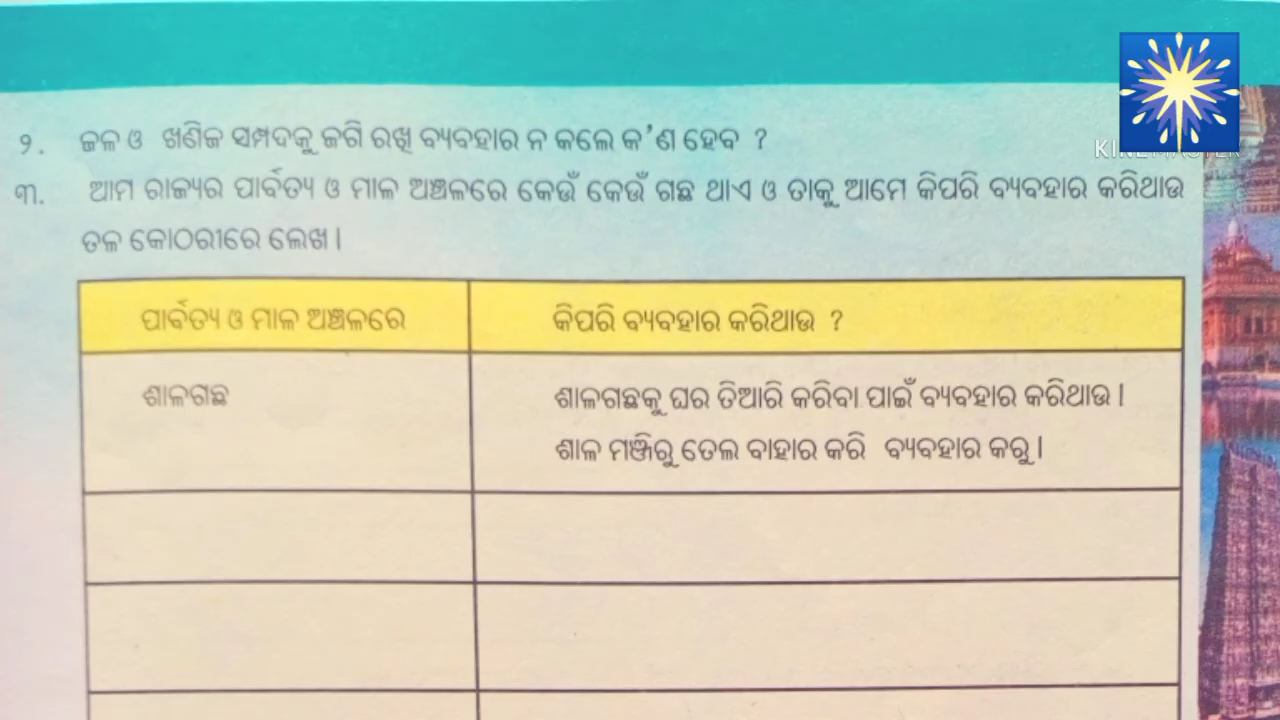 ୨. ଜଳ ଓ ଖଣିଜ ସମ୍ପଦକୁ ଜଗି ରଖି ବ୍ୟବହାର ନ କଲେ କ'ଣ ହେବ ?
୩. ଆମ ରାଜ୍ୟର ପାର୍ବତ୍ୟ ଓ ମାଳ ଅଞ୍ଚଳରେ କେଉଁ କେଉଁ ଗଛ ଥାଏ ଓ ତାକୁ ଆମେ କିପରି ବ୍ୟବହାର କରିଥାଉ
ତଳ କୋଠରୀରେ ଲେଖ।
ପାର୍ବତ୍ୟ ଓ ମାଳ ଅଞ୍ଚଳରେ
କିପରି ବ୍ୟବହାର କରିଥାଉ ?
ଶାଳଗଛ
ଶାଳଗଛକୁ ଘର ତିଆରି କରିବା ପାଇଁ ବ୍ୟବହାର କରିଥାଉ।
ଶାଳ ମଞ୍ଜିରୁ ତେଲ ବାହାର କରି ବ୍ୟବହାର କରୁ।